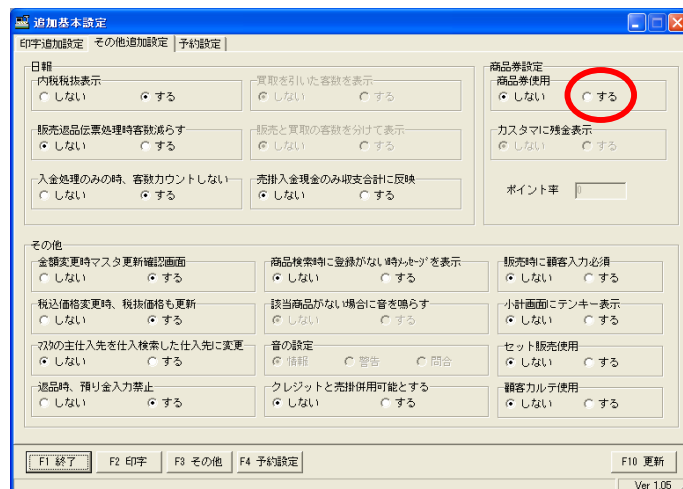 追加基本設定
印字追加設定 その他追加設定 予約設定
日報
内税税抜表示
しない する
販売返品伝票処理時客数減らす
しない する
入金処理のみの時、客数カウントしない
しない する
買取を引いた客数を表示
しない する
販売と買取の客数を分けて表示
しない する
売掛入金現金のみ収支合計に反映
しない する
商品券設定
商品券使用
しない する
カスタマに残金表示
しない する
ポイント率 0
その他
金額変更時マスタ更新確認画面
しない する
税込価格変更時、税抜価格も更新
しない する
マスタの主仕入先を仕入検索した仕入先に変更
しない する
返品時、預り金入力禁止
しない する
商品検索時に登録がない時メッセージを表示
しない する
該当商品がない場合に音を鳴らす
しない する
音の設定
情報 警告 問合
クレジットと売掛併用可能とする
しない する
販売時に顧客入力必須
しない する
小計画面にテンキー表示
しない する
セット販売使用
しない する
顧客カルテ使用
しない する
F1 終了 F2 印字 F3 その他 F4 予約設定 F10 更新
Ver 1.05